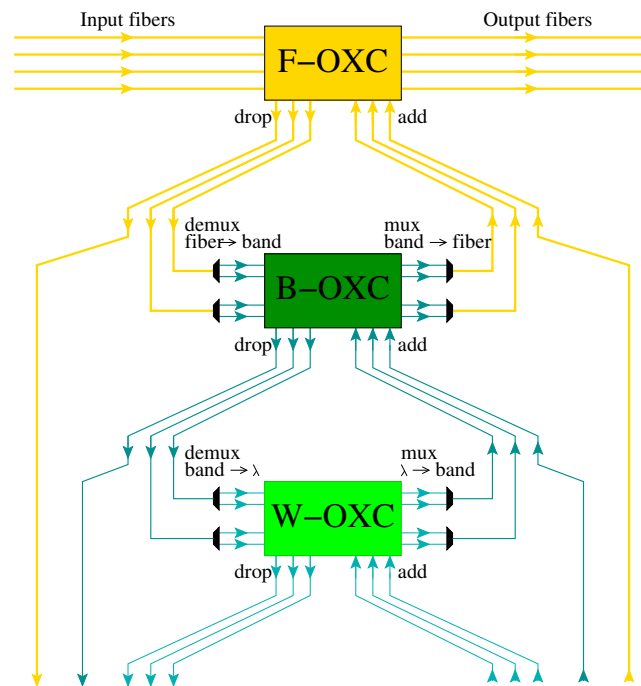 Input fibers
Output fibers
F–OXC
drop
add
demux
fiber→ band
mux
band → fiber
B–OXC
drop
add
demux
band → λ
mux
λ → band
W–OXC
drop
add